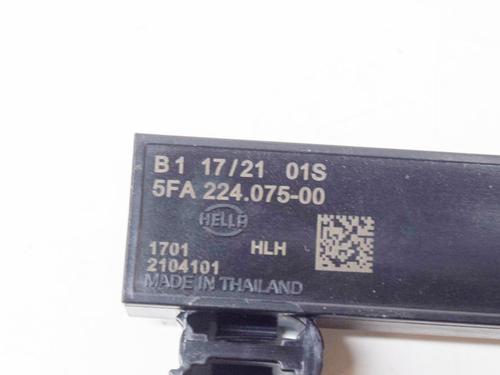 B1 17/21 01S
5FA 224.075-00
HELLA
1701 HLH
2104101
MADE IN THAILAND